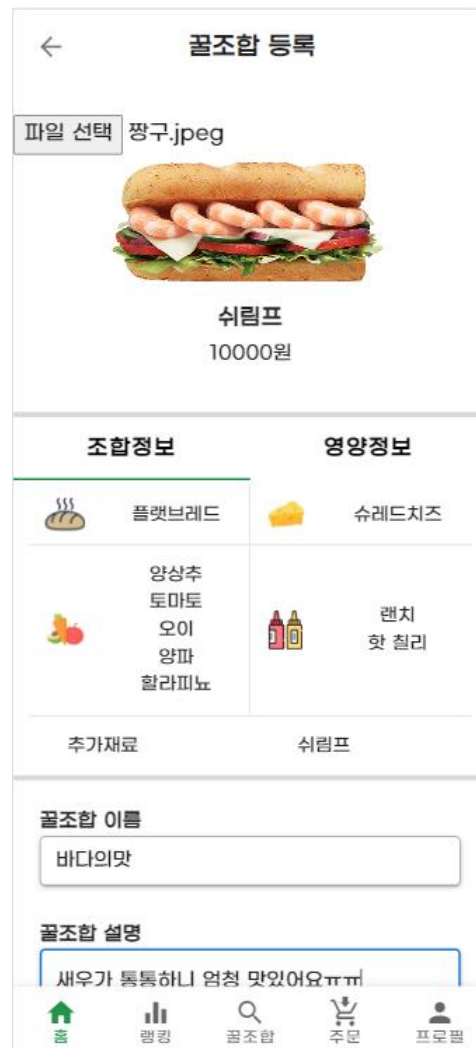 꿀조합 등록
파일 선택 짱구.jpeg
쉬림프
10000원
조합정보 영양정보
플랫브레드 슈레드치즈
양상추
토마토
오이
양파
할라피뇨
랜치
핫 칠리
추가재료 쉬림프
꿀조합 이름
바다의맛
꿀조합 설명
새우가 통통하니 엄청 맛있어요ㅠㅠ
홈 랭킹 꿀조합 주문 프로필